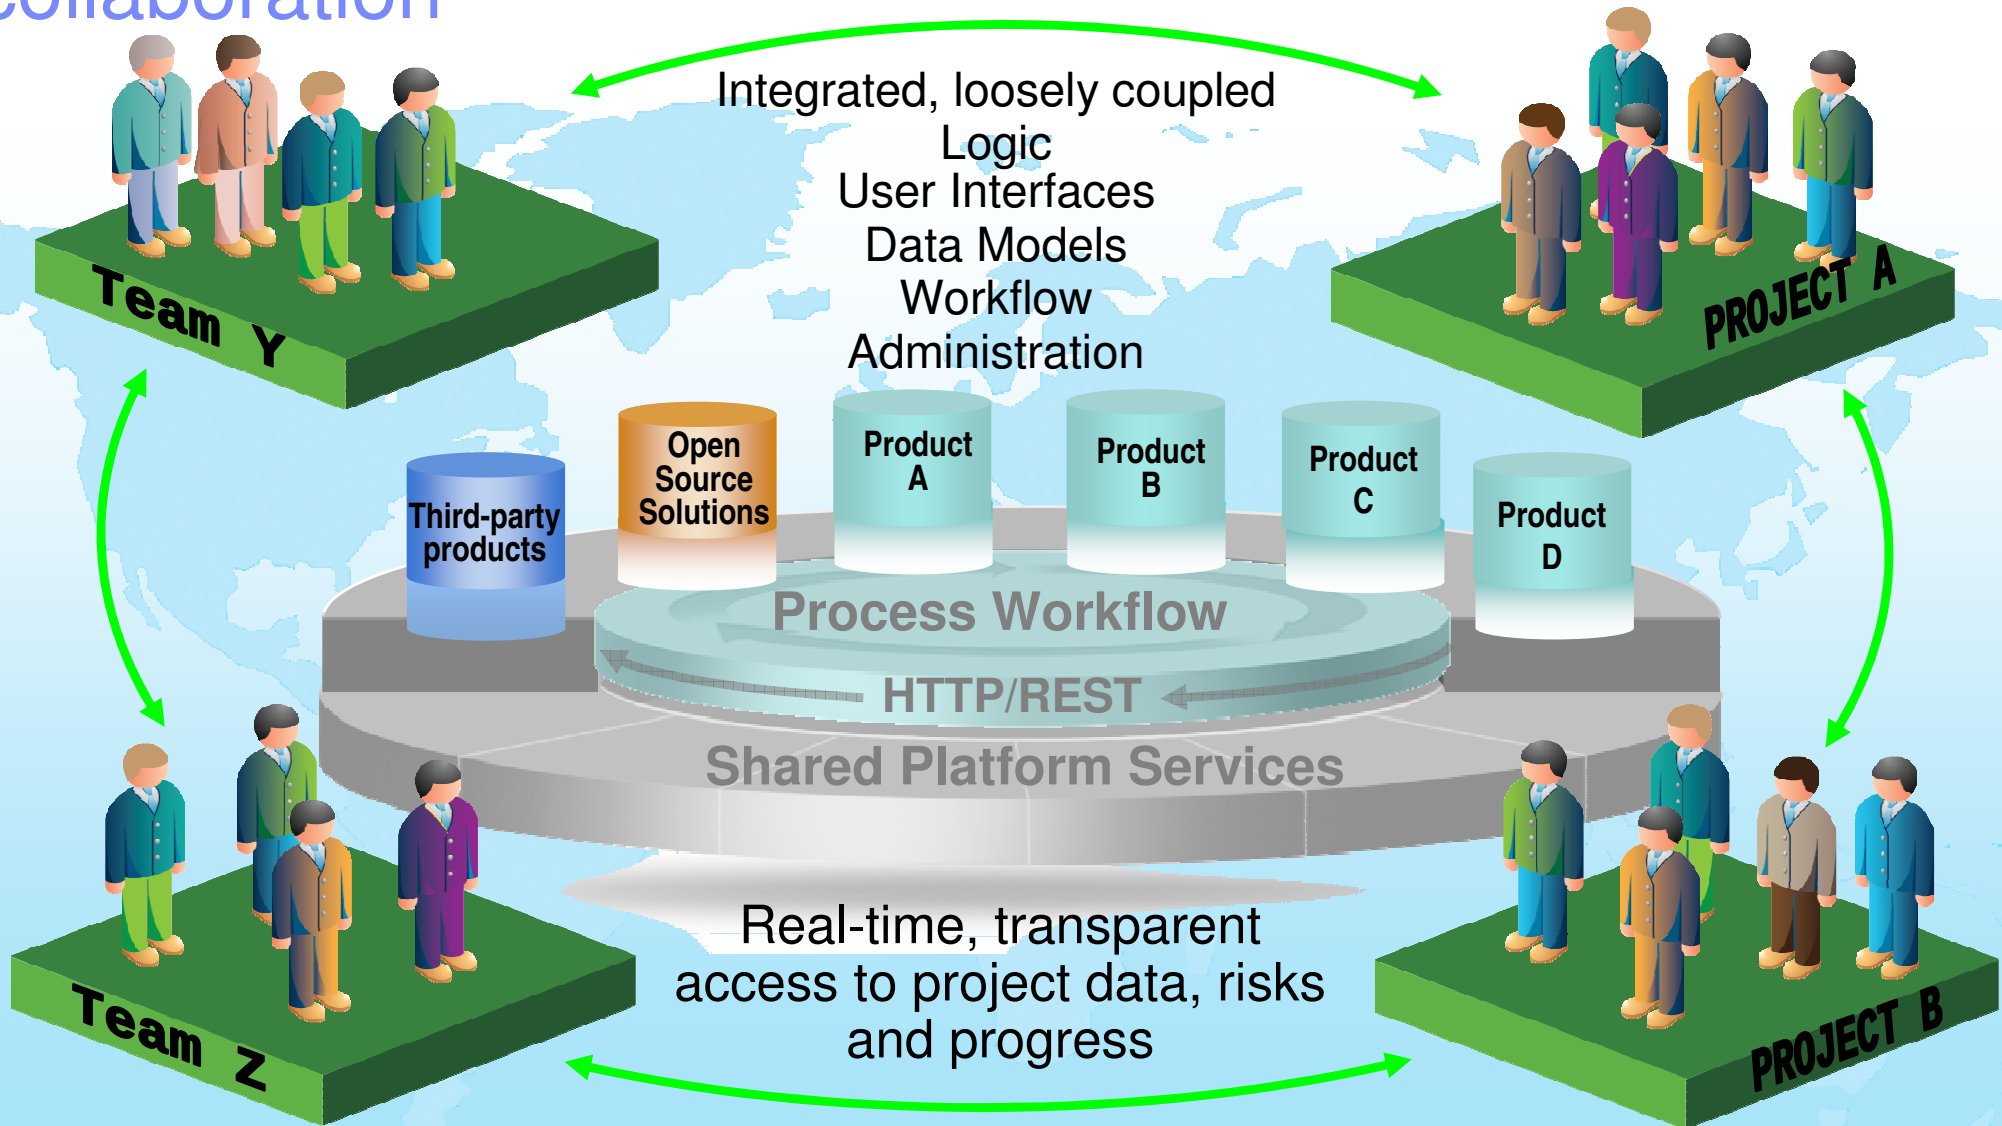 collaboration
Integrated, loosely coupled
Logic
User Interfaces
Data Models
Workflow
Administration
Team Y
PROJECT A
Third-party
products
Open
Source
Solutions
Product
A
Product
B
Product
C
Product
D
Process Workflow
HTTP/REST
Shared Platform Services
Real-time, transparent
access to project data, risks
and progress
Team Z
PROJECT B